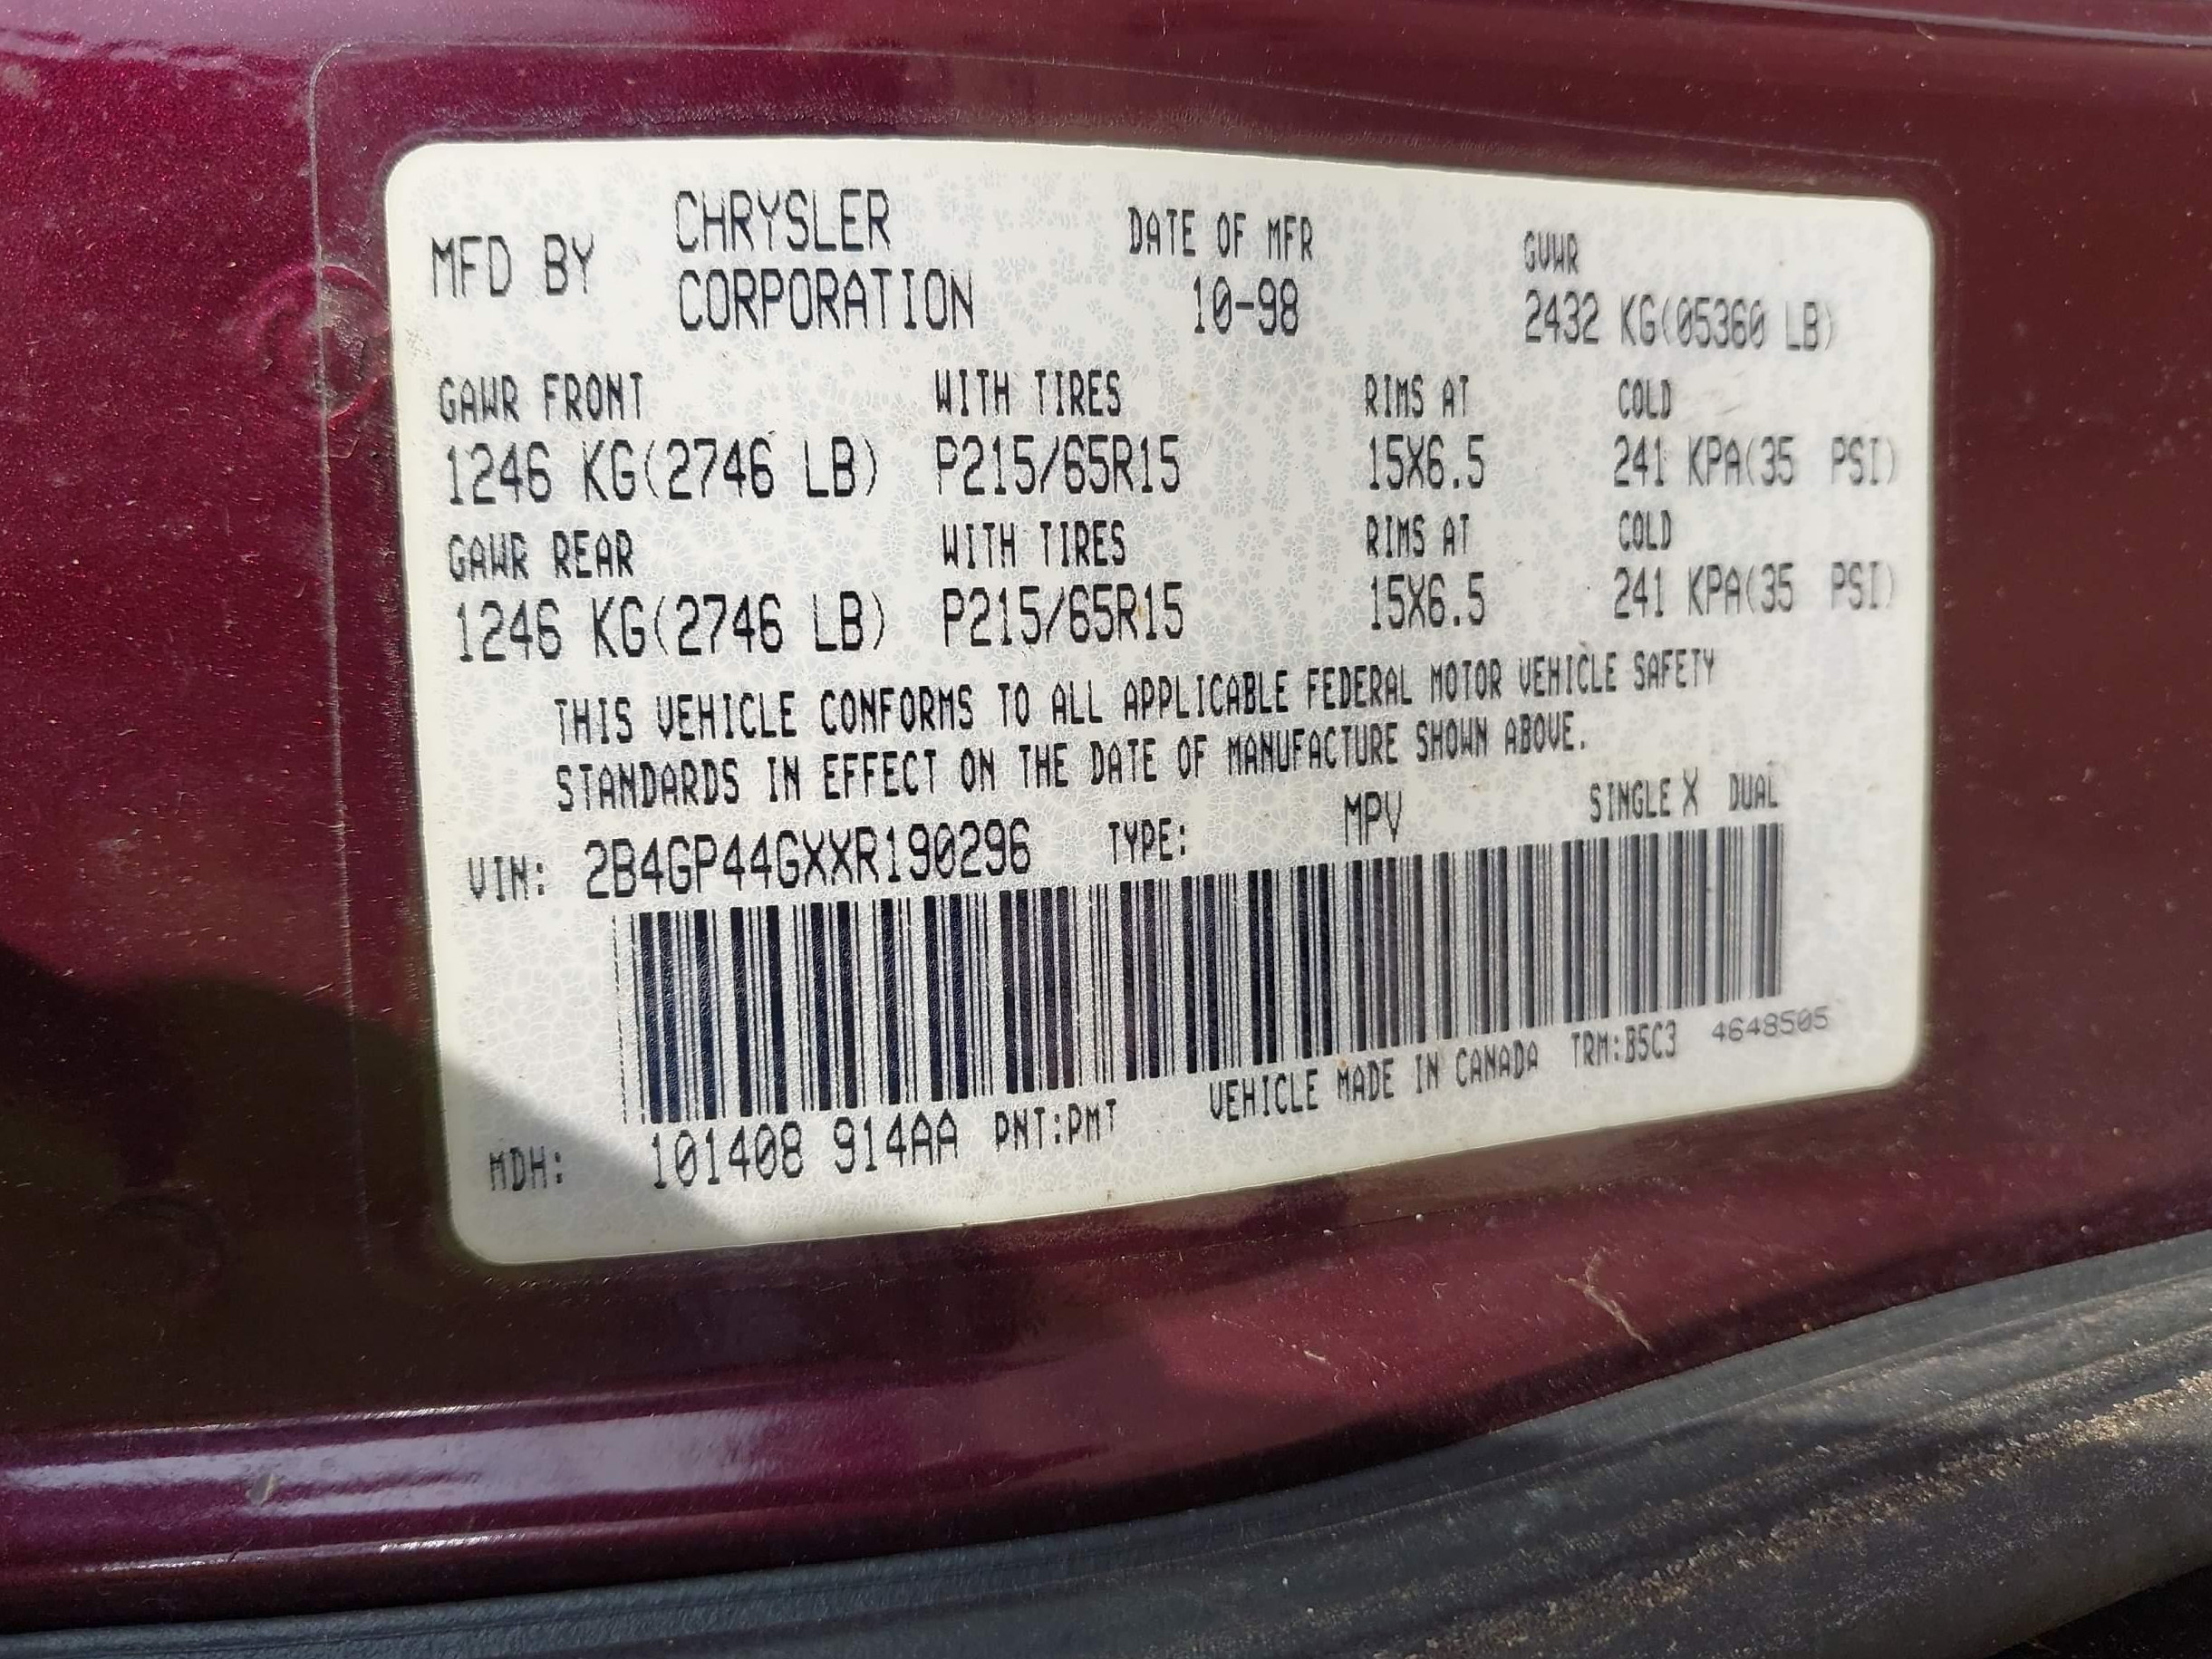 MFD BY CHRYSLER CORPORATION DATE OF MFR 10-98 GVWR 2432 KG(05360 LB)
GAWR FRONT WITH TIRES RIMS AT COLD
1246 KG(2746 LB) P215/65R15 15X6.5 241 KPA(35 PSI)
GAWR REAR WITH TIRES RIMS AT COLD
1246 KG(2746 LB) P215/65R15 15X6.5 241 KPA(35 PSI)
THIS VEHICLE CONFORMS TO ALL APPLICABLE FEDERAL MOTOR VEHICLE SAFETY
STANDARDS IN EFFECT ON THE DATE OF MANUFACTURE SHOWN ABOVE.
VIN: 2B4GP44GXXR190296 TYPE: MPV SINGLE X DUAL
MDH: 101408 914AA PNT:PMT VEHICLE MADE IN CANADA TRM:B5C3 4648505